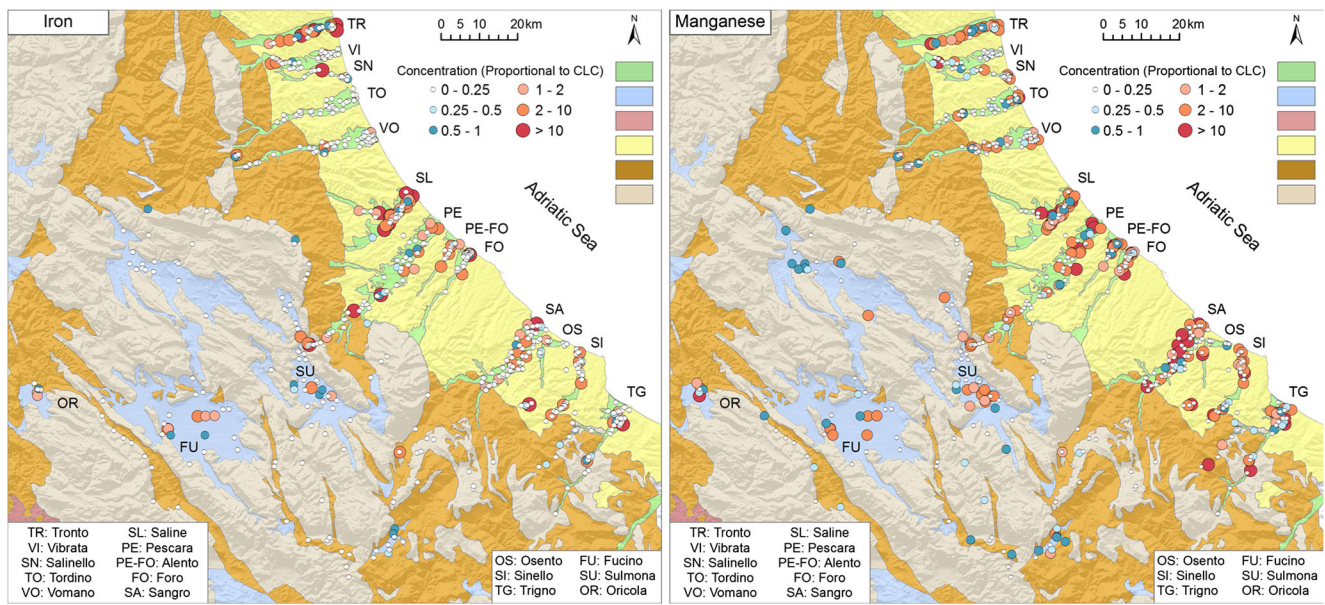 Iron
TR
VI
SN
TO
VO
0 5 10 20 km
N
Concentration (Proportional to CLC)
0 - 0.25
1 - 2
0.25 - 0.5
2 - 10
0.5 - 1
> 10
SL
PE
PE-FO
FO
Adriatic Sea
SA
OS
SI
TG
SU
OR
FU
TR: Tronto
SL: Saline
VI: Vibrata
PE: Pescara
SN: Salinello
PE-FO: Alento
TO: Tordino
FO: Foro
VO: Vomano
SA: Sangro
OS: Osento
FU: Fucino
SI: Sinello
SU: Sulmona
TG: Trigno
OR: Oricola
Manganese
TR
VI
SN
TO
VO
0 5 10 20 km
N
Concentration (Proportional to CLC)
0 - 0.25
1 - 2
0.25 - 0.5
2 - 10
0.5 - 1
> 10
SL
PE
PE-FO
FO
Adriatic Sea
SA
OS
SI
TG
SU
OR
FU
TR: Tronto
SL: Saline
VI: Vibrata
PE: Pescara
SN: Salinello
PE-FO: Alento
TO: Tordino
FO: Foro
VO: Vomano
SA: Sangro
OS: Osento
FU: Fucino
SI: Sinello
SU: Sulmona
TG: Trigno
OR: Oricola